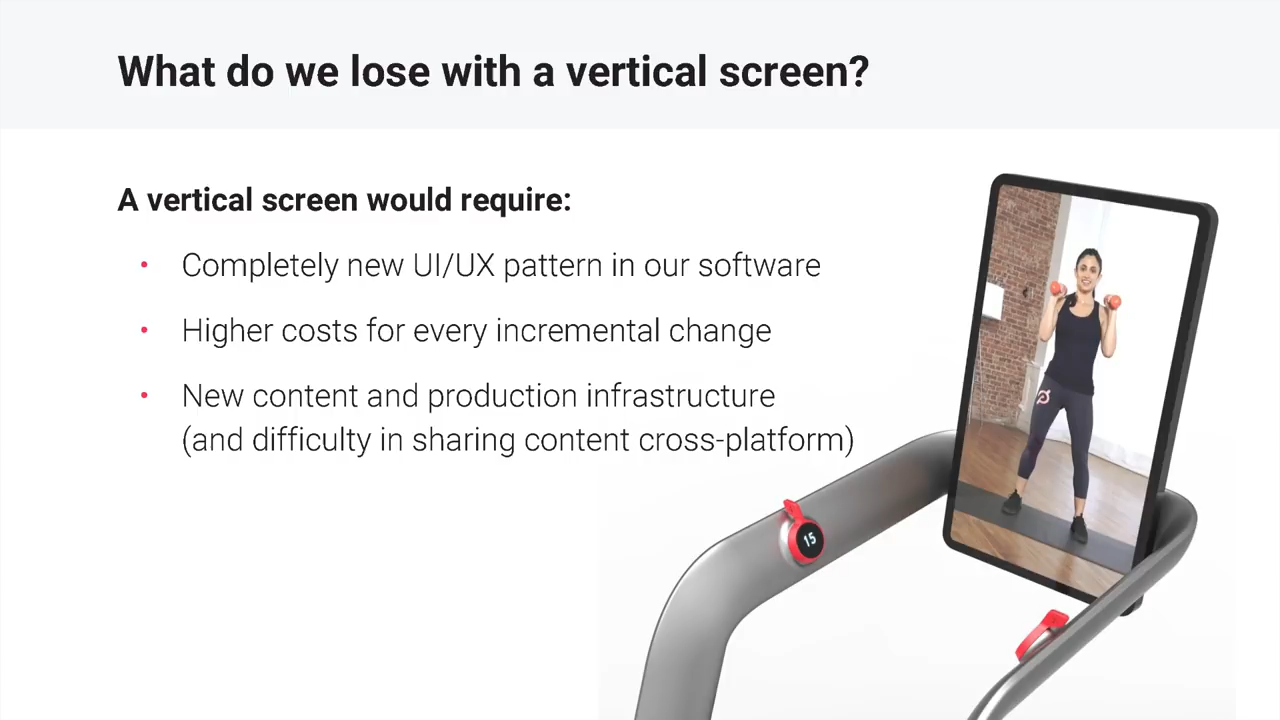 What do we lose with a vertical screen?
A vertical screen would require:
• Completely new UI/UX pattern in our software
• Higher costs for every incremental change
• New content and production infrastructure
(and difficulty in sharing content cross-platform)
15